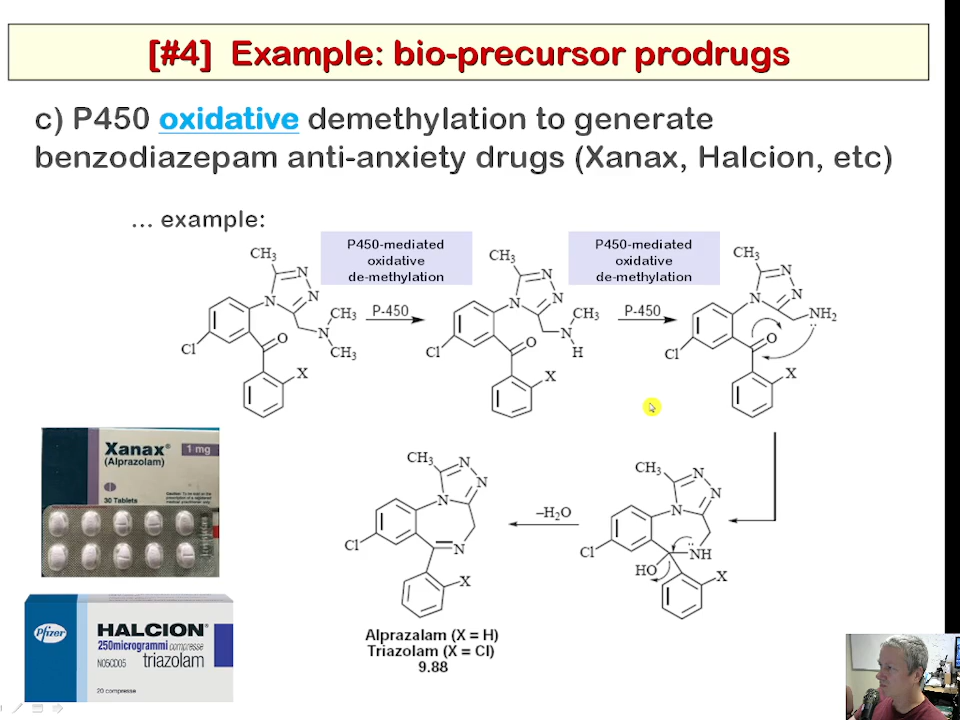 [#4] Example: bio-precursor prodrugs
c) P450 oxidative demethylation to generate
benzodiazepam anti-anxiety drugs (Xanax, Halcion, etc)
... example:
P450-mediated
oxidative
de-methylation
P450-mediated
oxidative
de-methylation
CH3
N
N
N
CH3
N
CH3
O
Cl
X
P-450
CH3
N
N
N
CH3
N
H
O
Cl
X
P-450
CH3
N
N
N
NH2
O
Cl
X
CH3
N
N
N
Cl
N
X
–H2O
CH3
N
N
N
Cl
NH
HO
X
Alprazalam (X = H)
Triazolam (X = Cl)
9.88
Xanax®
1 mg
(Alprazolam)
30 Tablets
Pfizer
HALCION®
250microgrammi compresse
N05CD05 triazolam
20 compresse